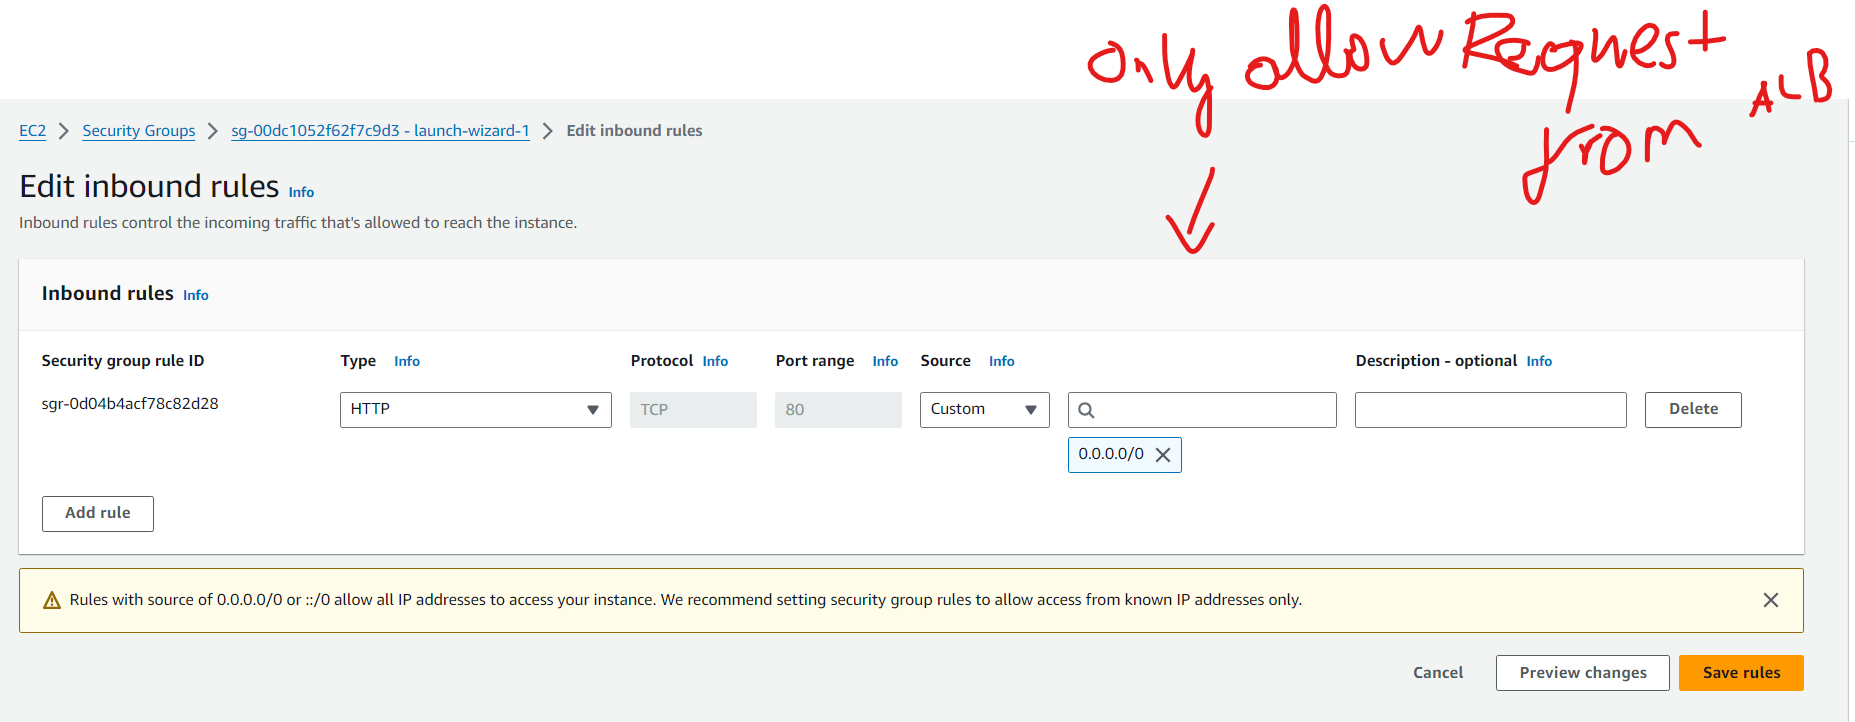 only allow Request
ALB
from
EC2 > Security Groups > sg-00dc1052f62f7c9d3 - launch-wizard-1 > Edit inbound rules
Edit inbound rules Info
Inbound rules control the incoming traffic that's allowed to reach the instance.
Inbound rules Info
Security group rule ID Type Info Protocol Info Port range Info Source Info Description - optional Info
sgr-0d04b4acf78c82d28 HTTP TCP 80 Custom Delete
0.0.0.0/0
Add rule
Rules with source of 0.0.0.0/0 or ::/0 allow all IP addresses to access your instance. We recommend setting security group rules to allow access from known IP addresses only.
Cancel Preview changes Save rules